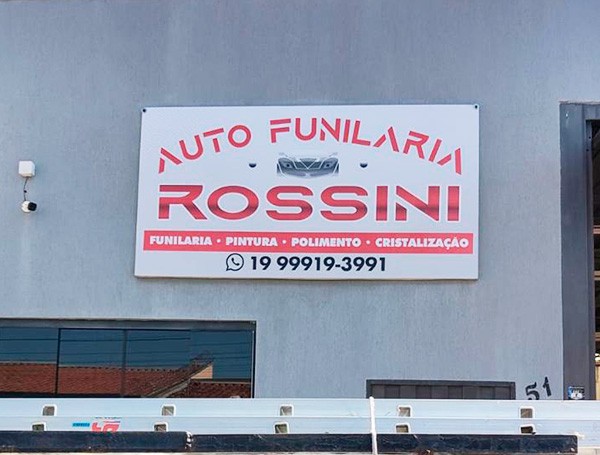 AUTO FUNILARIA
ROSSINI
FUNILARIA • PINTURA • POLIMENTO • CRISTALIZAÇÃO
19 99919-3991
51